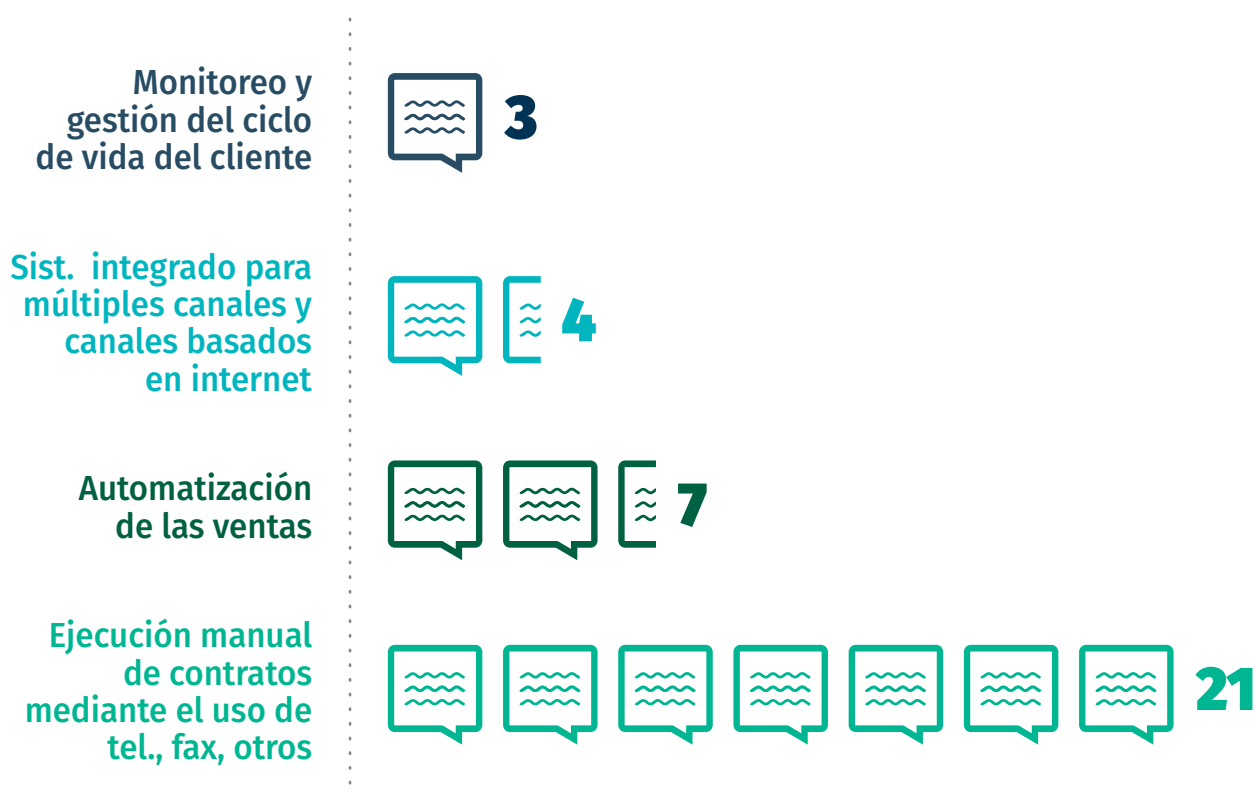 Monitoreo y
gestión del ciclo
de vida del cliente
3
Sist.  integrado para
múltiples canales y
canales basados
en internet
4
Automatización
de las ventas
7
Ejecución manual
de contratos
mediante el uso de
tel., fax, otros
21